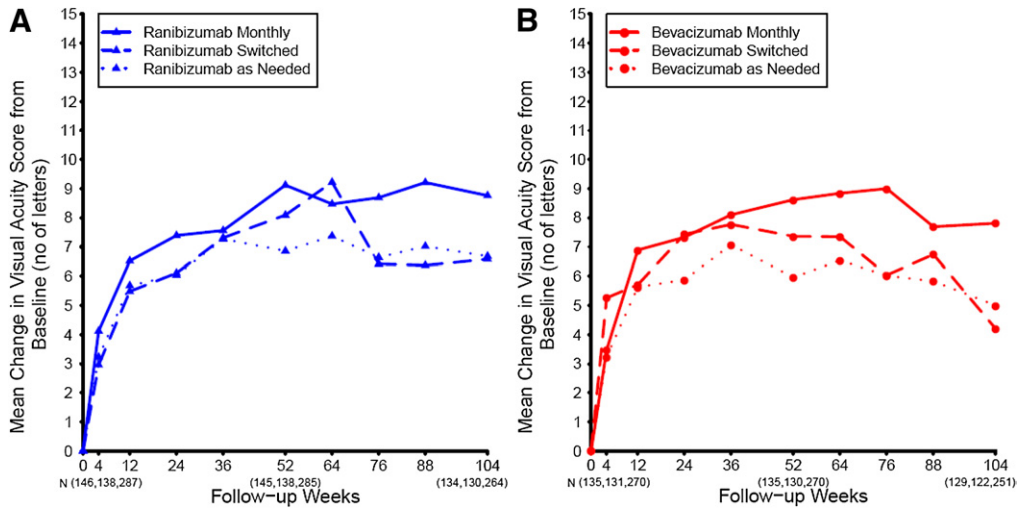 A
Ranibizumab Monthly
Ranibizumab Switched
Ranibizumab as Needed
Mean Change in Visual Acuity Score from
Baseline (no of letters)
15
14
13
12
11
10
9
8
7
6
5
4
3
2
1
0
0 4 12 24 36 52 64 76 88 104
N (146,138,287) (145,138,285) (134,130,264)
Follow-up Weeks
B
Bevacizumab Monthly
Bevacizumab Switched
Bevacizumab as Needed
Mean Change in Visual Acuity Score from
Baseline (no of letters)
15
14
13
12
11
10
9
8
7
6
5
4
3
2
1
0
0 4 12 24 36 52 64 76 88 104
N (135,131,270) (135,130,270) (129,122,251)
Follow-up Weeks